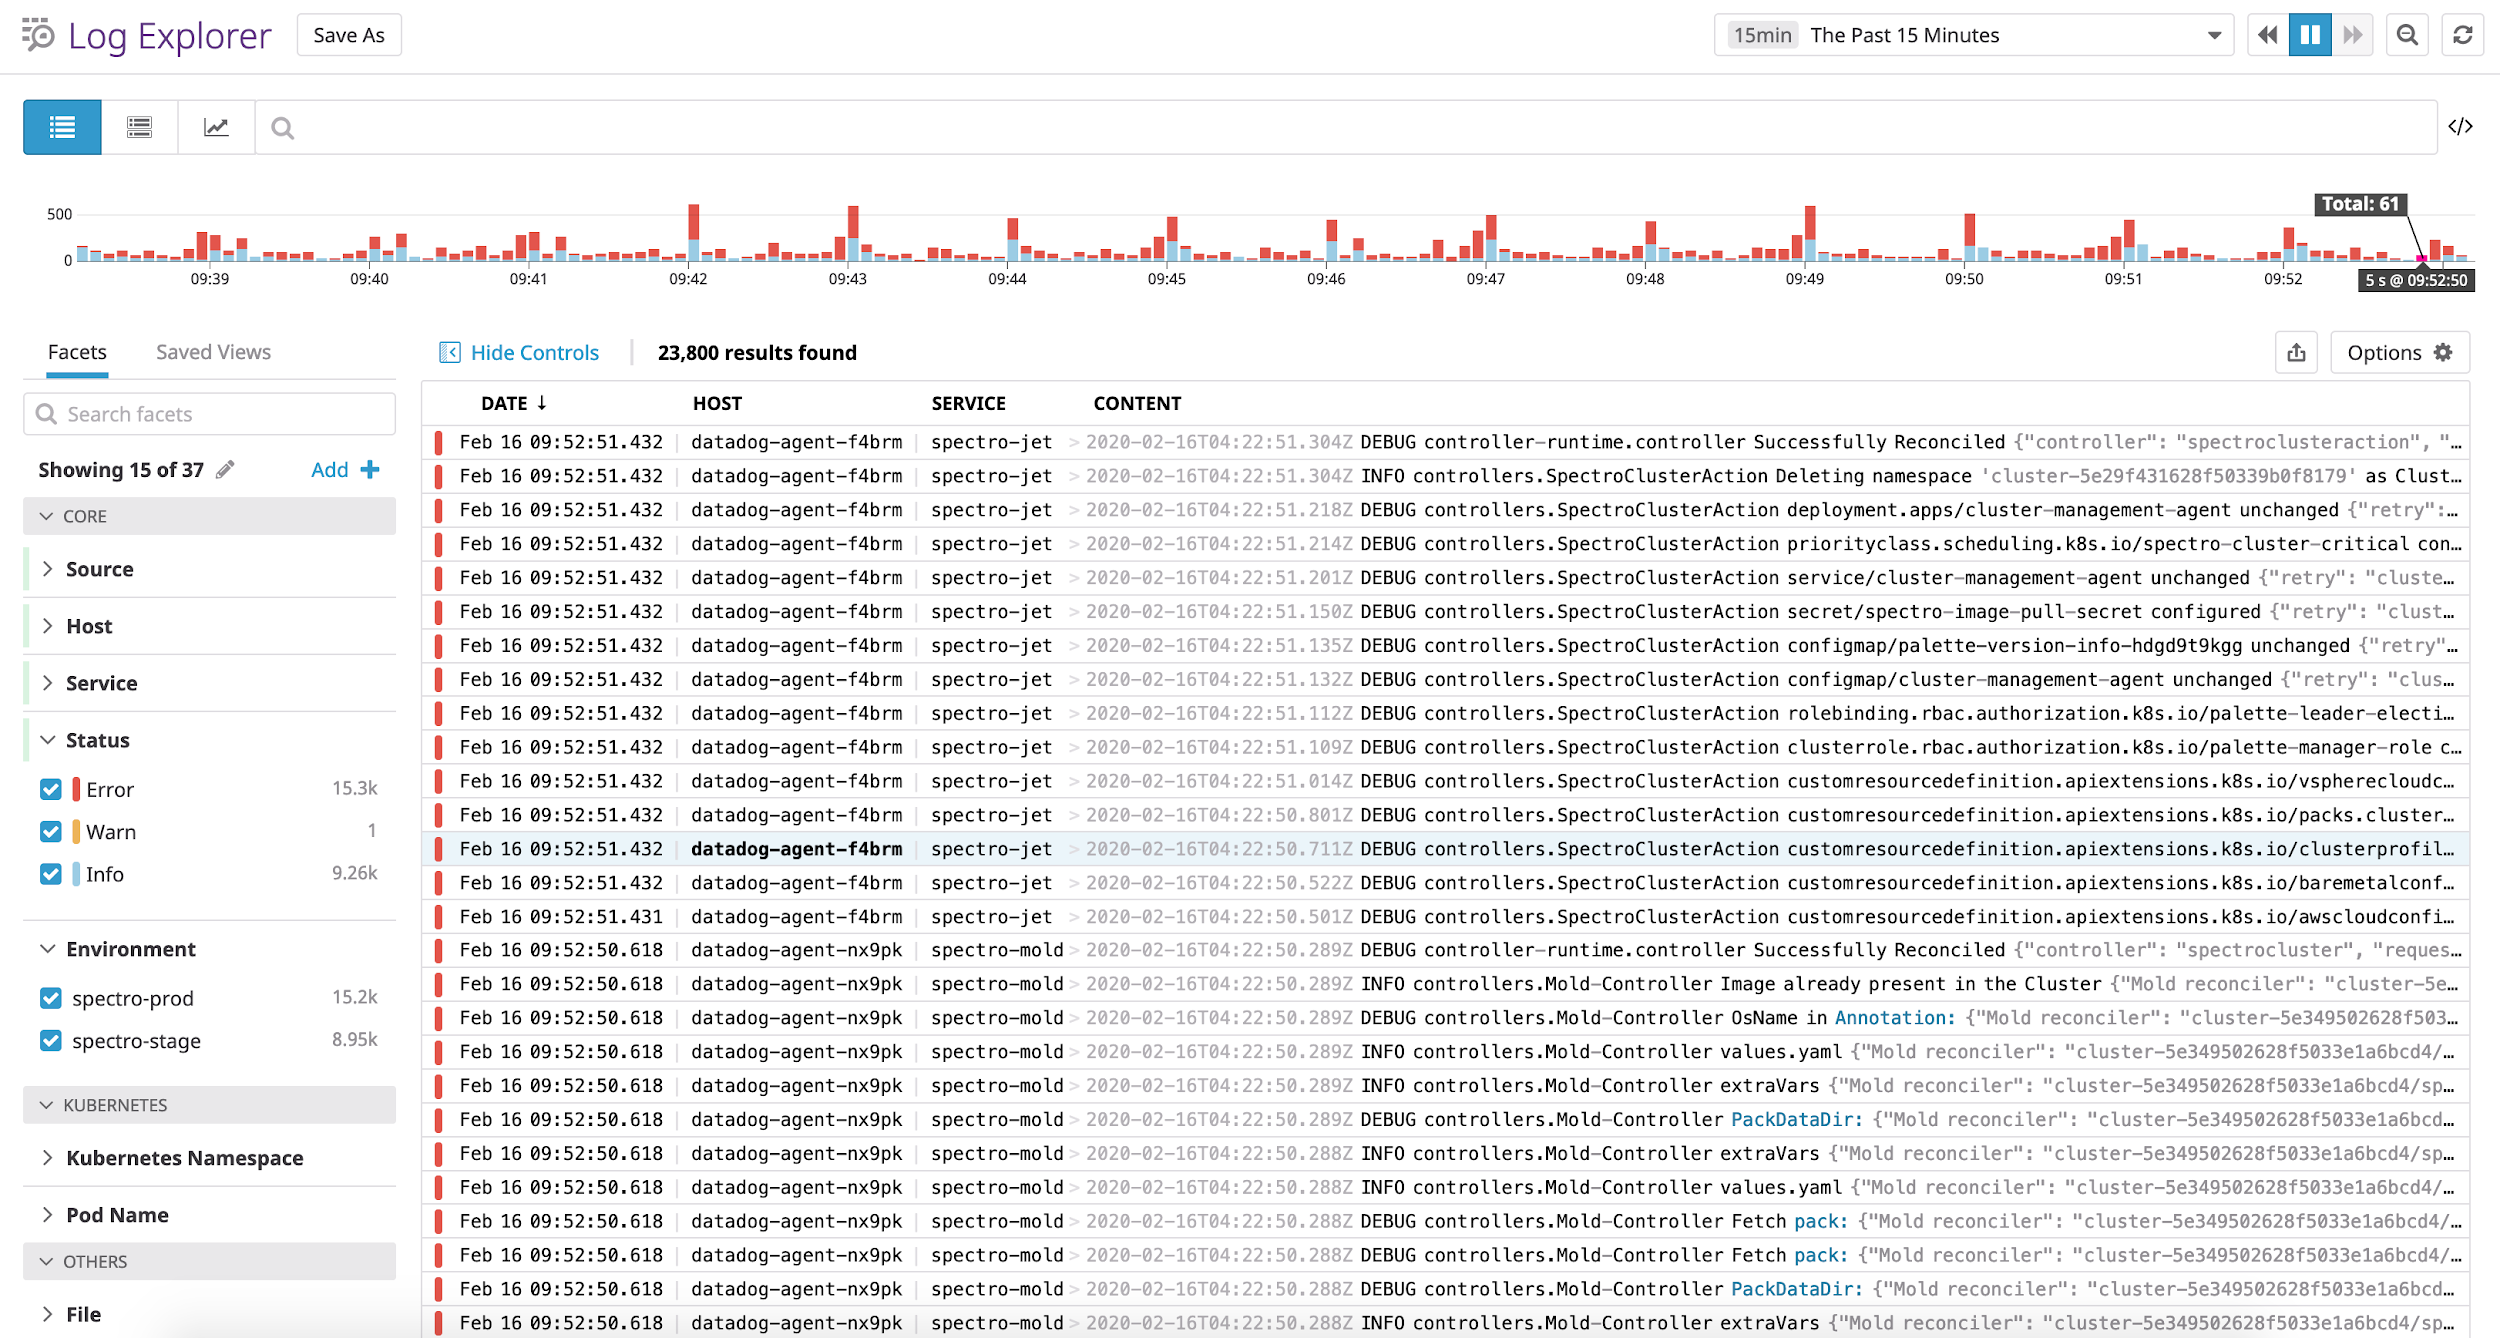 Log Explorer Save As 15min The Past 15 Minutes
</>
500
0
Total: 61
09:39 09:40 09:41 09:42 09:43 09:44 09:45 09:46 09:47 09:48 09:49 09:50 09:51 09:52 5 s @ 09:52:50
Facets Saved Views
Search facets
Showing 15 of 37 Add +
CORE
Source
Host
Service
Status
Error 15.3k
Warn 1
Info 9.26k
Environment
spectro-prod 15.2k
spectro-stage 8.95k
KUBERNETES
Kubernetes Namespace
Pod Name
OTHERS
File
Hide Controls 23,800 results found Options
DATE ↓ HOST SERVICE CONTENT
Feb 16 09:52:51.432 datadog-agent-f4brm spectro-jet > 2020-02-16T04:22:51.304Z DEBUG controller-runtime.controller Successfully Reconciled {"controller": "spectroclusteraction", "…
Feb 16 09:52:51.432 datadog-agent-f4brm spectro-jet > 2020-02-16T04:22:51.304Z INFO controllers.SpectroClusterAction Deleting namespace 'cluster-5e29f431628f50339b0f8179' as Clust…
Feb 16 09:52:51.432 datadog-agent-f4brm spectro-jet > 2020-02-16T04:22:51.218Z DEBUG controllers.SpectroClusterAction deployment.apps/cluster-management-agent unchanged {"retry":…
Feb 16 09:52:51.432 datadog-agent-f4brm spectro-jet > 2020-02-16T04:22:51.214Z DEBUG controllers.SpectroClusterAction priorityclass.scheduling.k8s.io/spectro-cluster-critical con…
Feb 16 09:52:51.432 datadog-agent-f4brm spectro-jet > 2020-02-16T04:22:51.201Z DEBUG controllers.SpectroClusterAction service/cluster-management-agent unchanged {"retry": "cluste…
Feb 16 09:52:51.432 datadog-agent-f4brm spectro-jet > 2020-02-16T04:22:51.150Z DEBUG controllers.SpectroClusterAction secret/spectro-image-pull-secret configured {"retry": "clust…
Feb 16 09:52:51.432 datadog-agent-f4brm spectro-jet > 2020-02-16T04:22:51.135Z DEBUG controllers.SpectroClusterAction configmap/palette-version-info-hdgd9t9kgg unchanged {"retry"…
Feb 16 09:52:51.432 datadog-agent-f4brm spectro-jet > 2020-02-16T04:22:51.132Z DEBUG controllers.SpectroClusterAction configmap/cluster-management-agent unchanged {"retry": "clus…
Feb 16 09:52:51.432 datadog-agent-f4brm spectro-jet > 2020-02-16T04:22:51.112Z DEBUG controllers.SpectroClusterAction rolebinding.rbac.authorization.k8s.io/palette-leader-electi…
Feb 16 09:52:51.432 datadog-agent-f4brm spectro-jet > 2020-02-16T04:22:51.109Z DEBUG controllers.SpectroClusterAction clusterrole.rbac.authorization.k8s.io/palette-manager-role c…
Feb 16 09:52:51.432 datadog-agent-f4brm spectro-jet > 2020-02-16T04:22:51.014Z DEBUG controllers.SpectroClusterAction customresourcedefinition.apiextensions.k8s.io/vspherecloudc…
Feb 16 09:52:51.432 datadog-agent-f4brm spectro-jet > 2020-02-16T04:22:50.801Z DEBUG controllers.SpectroClusterAction customresourcedefinition.apiextensions.k8s.io/packs.cluster…
Feb 16 09:52:51.432 datadog-agent-f4brm spectro-jet > 2020-02-16T04:22:50.711Z DEBUG controllers.SpectroClusterAction customresourcedefinition.apiextensions.k8s.io/clusterprofil…
Feb 16 09:52:51.432 datadog-agent-f4brm spectro-jet > 2020-02-16T04:22:50.522Z DEBUG controllers.SpectroClusterAction customresourcedefinition.apiextensions.k8s.io/baremetalconf…
Feb 16 09:52:51.431 datadog-agent-f4brm spectro-jet > 2020-02-16T04:22:50.501Z DEBUG controllers.SpectroClusterAction customresourcedefinition.apiextensions.k8s.io/awscloudconfi…
Feb 16 09:52:50.618 datadog-agent-nx9pk spectro-mold > 2020-02-16T04:22:50.289Z DEBUG controller-runtime.controller Successfully Reconciled {"controller": "spectrocluster", "reques…
Feb 16 09:52:50.618 datadog-agent-nx9pk spectro-mold > 2020-02-16T04:22:50.289Z INFO controllers.Mold-Controller Image already present in the Cluster {"Mold reconciler": "cluster-5e…
Feb 16 09:52:50.618 datadog-agent-nx9pk spectro-mold > 2020-02-16T04:22:50.289Z DEBUG controllers.Mold-Controller OsName in Annotation: {"Mold reconciler": "cluster-5e349502628f503…
Feb 16 09:52:50.618 datadog-agent-nx9pk spectro-mold > 2020-02-16T04:22:50.289Z INFO controllers.Mold-Controller values.yaml {"Mold reconciler": "cluster-5e349502628f5033e1a6bcd4/…
Feb 16 09:52:50.618 datadog-agent-nx9pk spectro-mold > 2020-02-16T04:22:50.289Z INFO controllers.Mold-Controller extraVars {"Mold reconciler": "cluster-5e349502628f5033e1a6bcd4/sp…
Feb 16 09:52:50.618 datadog-agent-nx9pk spectro-mold > 2020-02-16T04:22:50.289Z DEBUG controllers.Mold-Controller PackDataDir: {"Mold reconciler": "cluster-5e349502628f5033e1a6bcd…
Feb 16 09:52:50.618 datadog-agent-nx9pk spectro-mold > 2020-02-16T04:22:50.288Z INFO controllers.Mold-Controller extraVars {"Mold reconciler": "cluster-5e349502628f5033e1a6bcd4/sp…
Feb 16 09:52:50.618 datadog-agent-nx9pk spectro-mold > 2020-02-16T04:22:50.288Z INFO controllers.Mold-Controller values.yaml {"Mold reconciler": "cluster-5e349502628f5033e1a6bcd4/…
Feb 16 09:52:50.618 datadog-agent-nx9pk spectro-mold > 2020-02-16T04:22:50.288Z DEBUG controllers.Mold-Controller Fetch pack: {"Mold reconciler": "cluster-5e349502628f5033e1a6bcd4/…
Feb 16 09:52:50.618 datadog-agent-nx9pk spectro-mold > 2020-02-16T04:22:50.288Z DEBUG controllers.Mold-Controller Fetch pack: {"Mold reconciler": "cluster-5e349502628f5033e1a6bcd4/…
Feb 16 09:52:50.618 datadog-agent-nx9pk spectro-mold > 2020-02-16T04:22:50.288Z DEBUG controllers.Mold-Controller PackDataDir: {"Mold reconciler": "cluster-5e349502628f5033e1a6bcd…
Feb 16 09:52:50.618 datadog-agent-nx9pk spectro-mold > 2020-02-16T04:22:50.288Z INFO controllers.Mold-Controller extraVars {"Mold reconciler": "cluster-5e349502628f5033e1a6bcd4/sp…